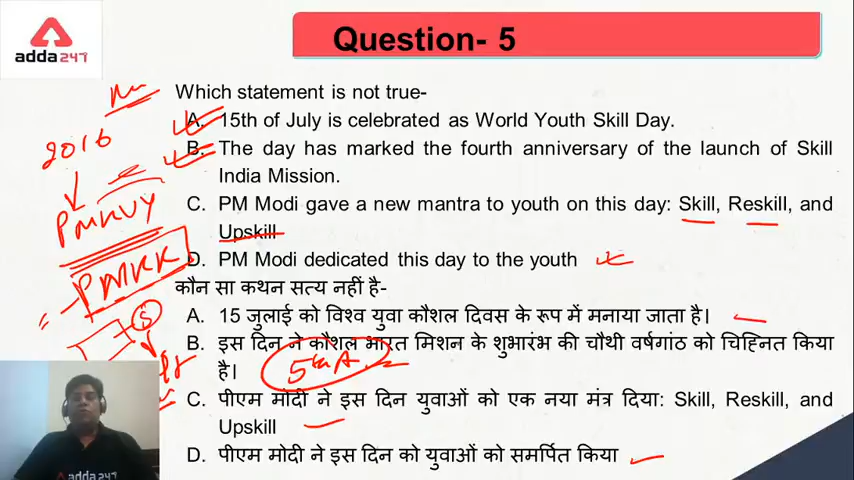 adda247
Question- 5
Which statement is not true-
A. 15th of July is celebrated as World Youth Skill Day.
B. The day has marked the fourth anniversary of the launch of Skill
India Mission.
C. PM Modi gave a new mantra to youth on this day: Skill, Reskill, and
Upskill
D. PM Modi dedicated this day to the youth
कौन सा कथन सत्य नहीं है-
A. 15 जुलाई को विश्व युवा कौशल दिवस के रूप में मनाया जाता है।
B. इस दिन ने कौशल भारत मिशन के शुभारंभ की चौथी वर्षगांठ को चिह्नित किया
है।
C. पीएम मोदी ने इस दिन युवाओं को एक नया मंत्र दिया: Skill, Reskill, and
Upskill
D. पीएम मोदी ने इस दिन को युवाओं को समर्पित किया
2016
PMKVY
PMKK
5th A
adda247